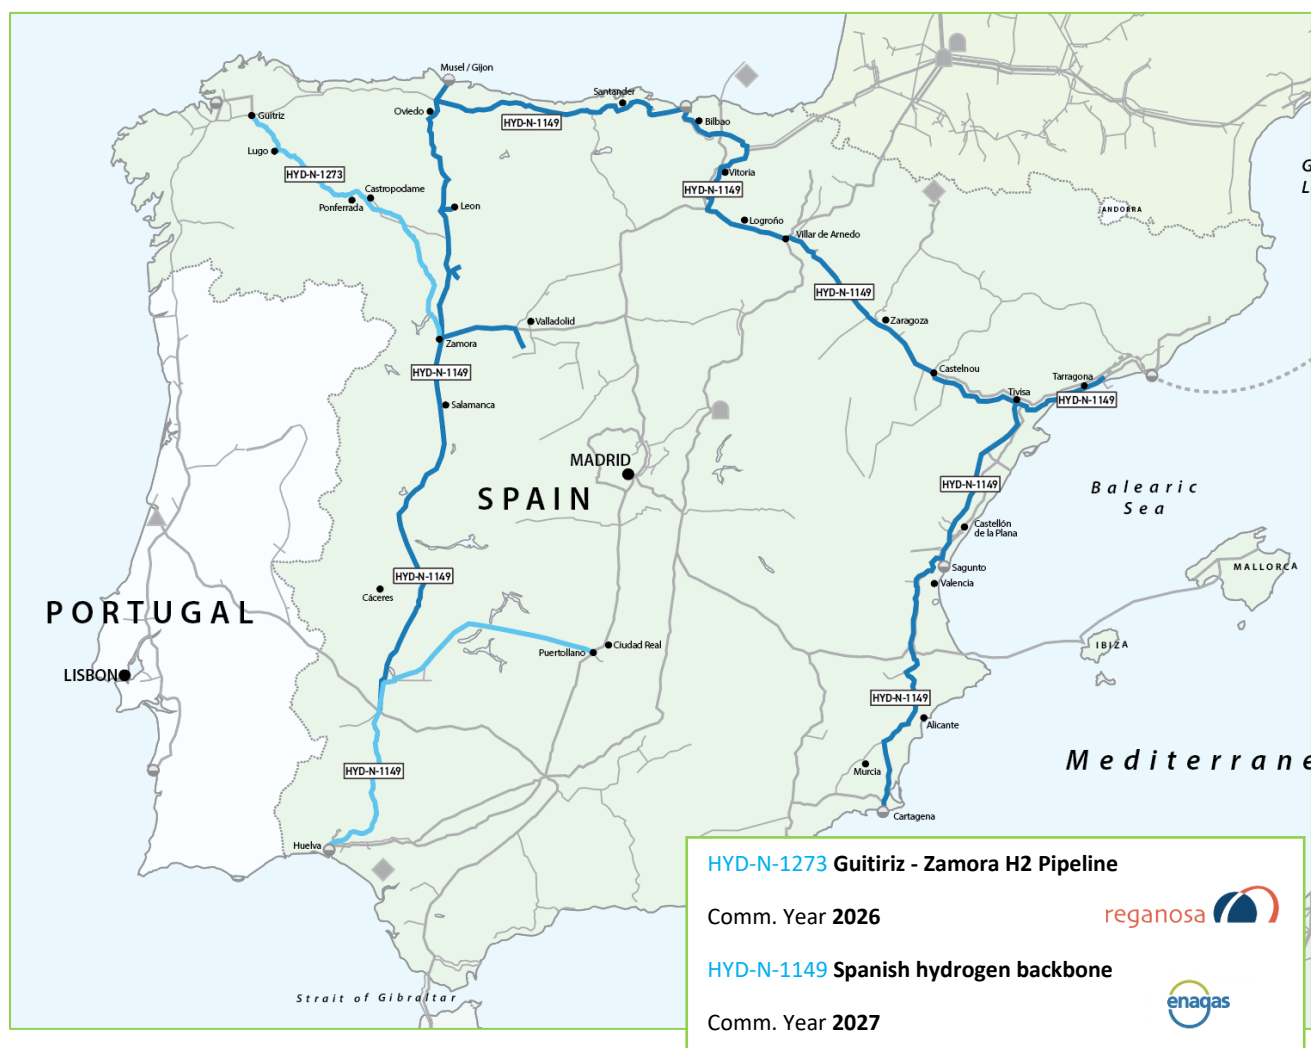 Musel / Gijon
Santander
Oviedo
HYD-N-1149
Bilbao
Guitiriz
Lugo
HYD-N-1273
Castropodame
Ponferrada
Vitoria
HYD-N-1149
Leon
Logroño
Villar de Arnedo
ANDORRA
G
L
HYD-N-1149
Zaragoza
Valladolid
Zamora
HYD-N-1149
Castelnou
Tarragona
Tivisa
HYD-N-1149
Salamanca
MADRID
SPAIN
HYD-N-1149
Balearic
Sea
Castellón
de la Plana
Sagunto
Valencia
MALLORCA
HYD-N-1149
Cáceres
PORTUGAL
Ciudad Real
Puertollano
IBIZA
LISBON
HYD-N-1149
Alicante
Mediterrane
Murcia
HYD-N-1149
Cartagena
Huelva
Strait of Gibraltar
HYD-N-1273 Guitiriz - Zamora H2 Pipeline
Comm. Year 2026
reganosa
HYD-N-1149 Spanish hydrogen backbone
enagas
Comm. Year 2027